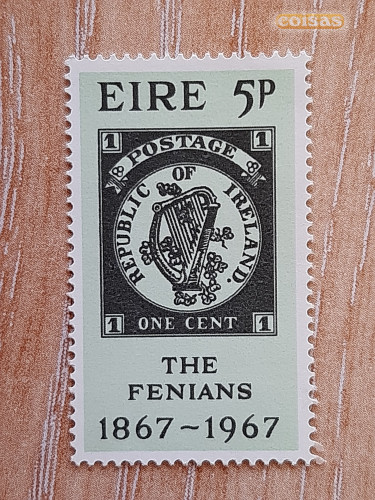 coisas
EIRE 5P
1 POSTAGE 1
REPUBLIC OF IRELAND.
1 ONE CENT 1
THE
FENIANS
1867~1967